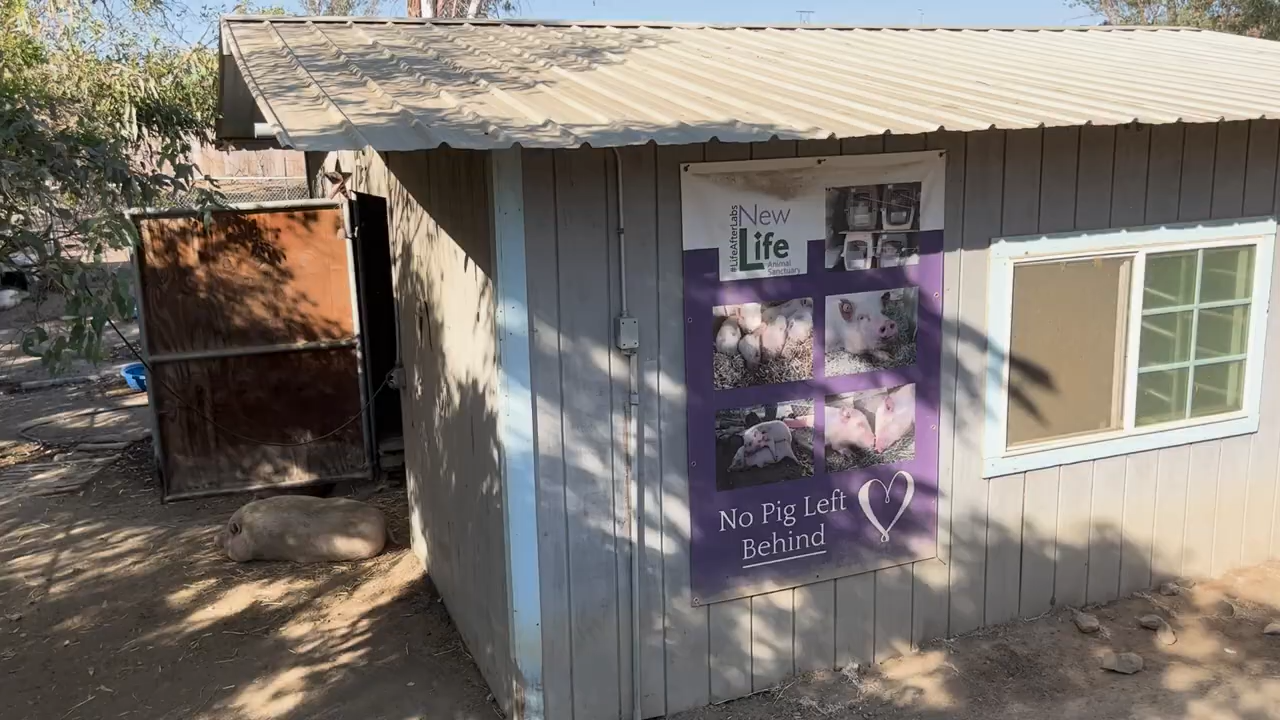 #LifeAfterLabs
New
Life
Animal
Sanctuary
No Pig Left
Behind